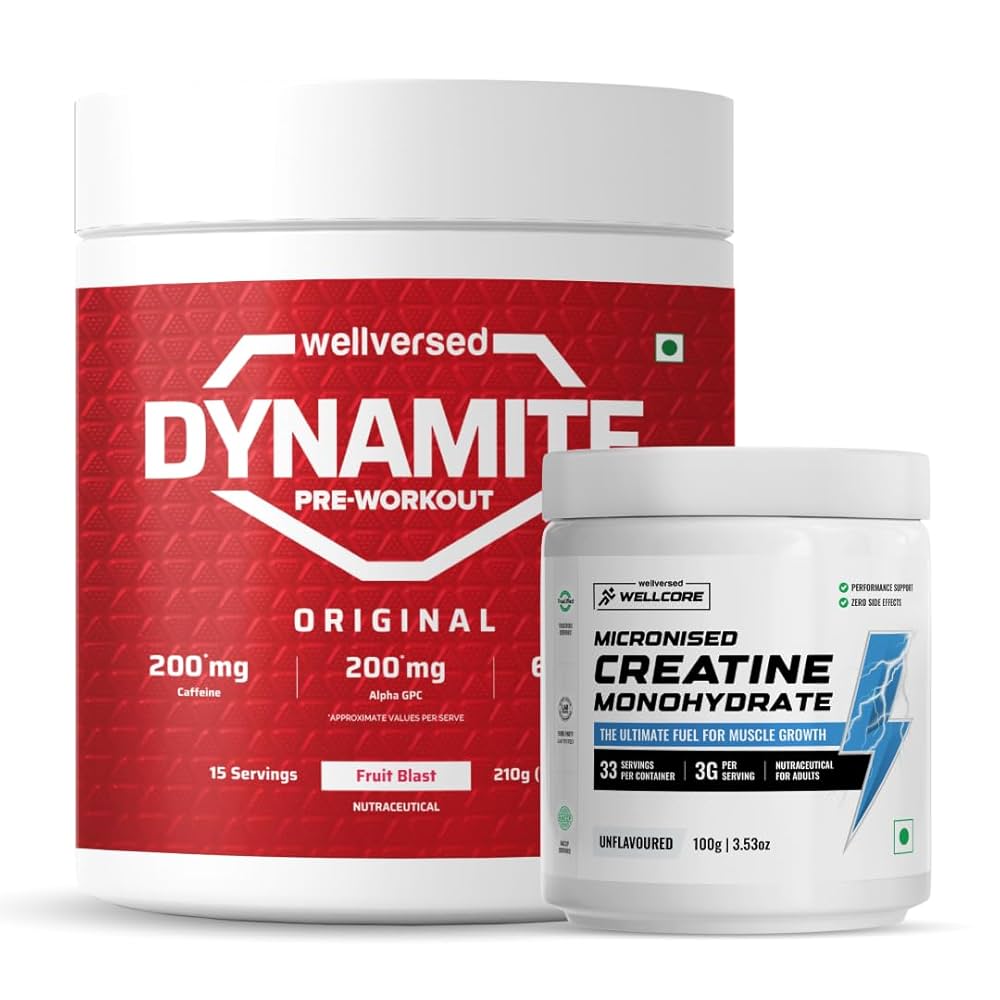 wellversed
DYNAMITE
PRE-WORKOUT
ORIGINAL
200*mg
Caffeine
200*mg
Alpha GPC
6
*APPROXIMATE VALUES PER SERVE
15 Servings
Fruit Blast
210g (
NUTRACEUTICAL
wellversed
WELLCORE
PERFORMANCE SUPPORT
ZERO SIDE EFFECTS
MICRONISED
CREATINE
MONOHYDRATE
THE ULTIMATE FUEL FOR MUSCLE GROWTH
33 SERVINGS PER CONTAINER
3G PER SERVING
NUTRACEUTICAL FOR ADULTS
UNFLAVOURED
100g | 3.53oz